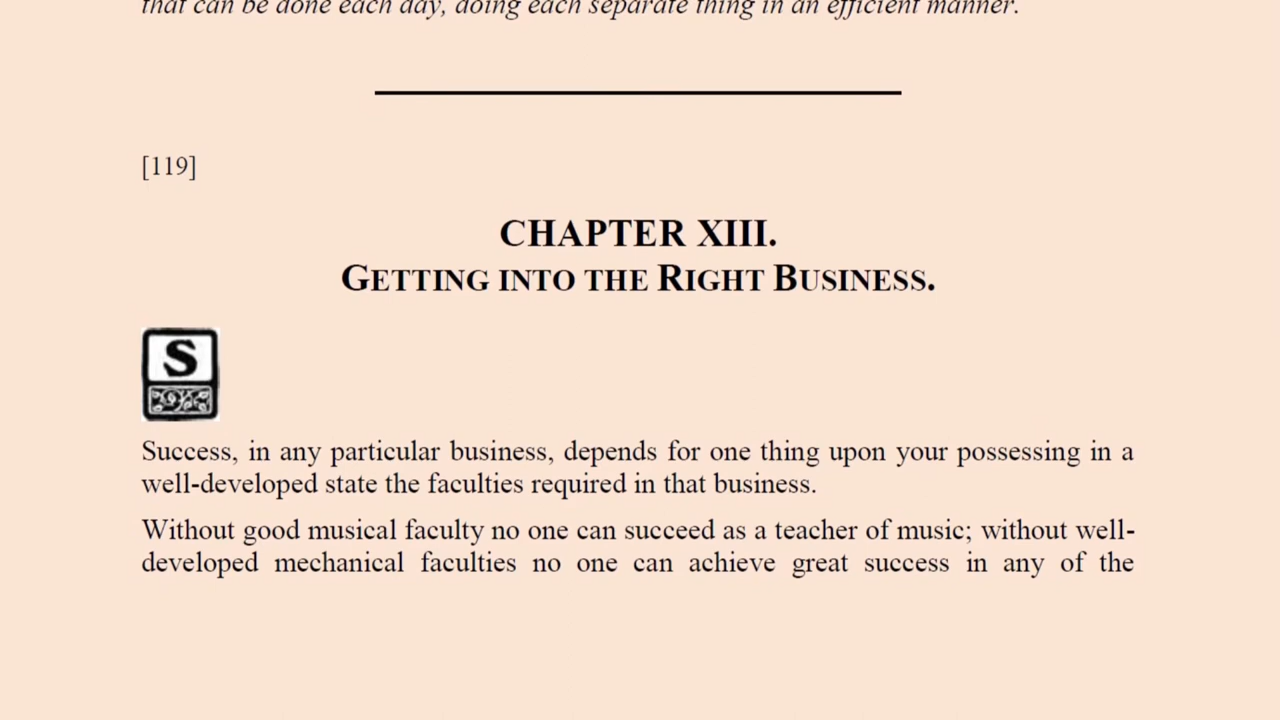 that can be done each day, doing each separate thing in an efficient manner.
[119]
CHAPTER XIII.
GETTING INTO THE RIGHT BUSINESS.
S
Success, in any particular business, depends for one thing upon your possessing in a
well-developed state the faculties required in that business.
Without good musical faculty no one can succeed as a teacher of music; without well-
developed mechanical faculties no one can achieve great success in any of the